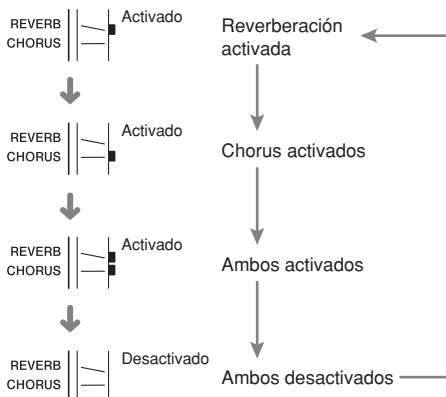 REVERB
CHORUS
Activado
Reverberación
activada
REVERB
CHORUS
Activado
Chorus activados
REVERB
CHORUS
Activado
Ambos activados
REVERB
CHORUS
Desactivado
Ambos desactivados